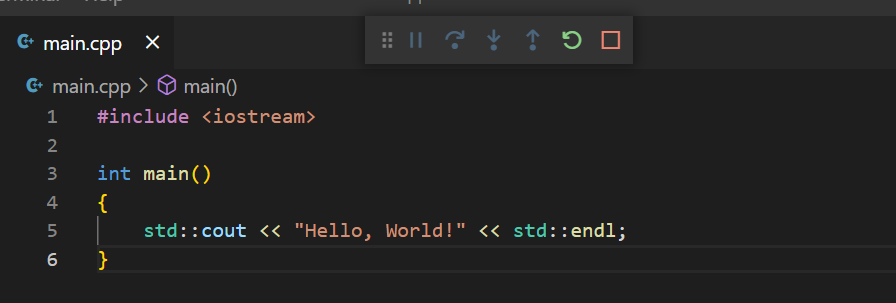 main.cpp
main.cpp > main()
1 #include <iostream>
2
3 int main()
4 {
5     std::cout << "Hello, World!" << std::endl;
6 }